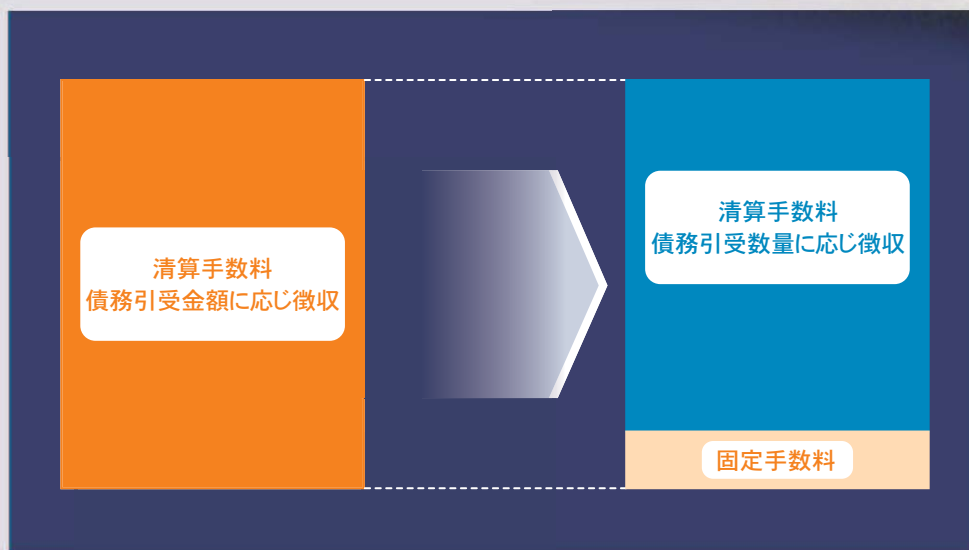 清算手数料
債務引受金額に応じ徴収
清算手数料
債務引受数量に応じ徴収
固定手数料